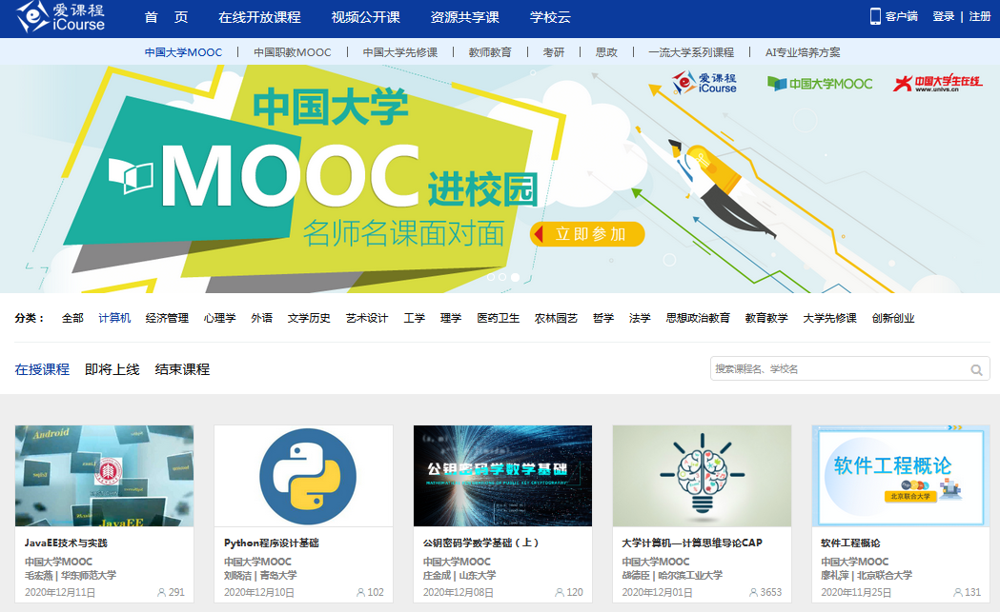 爱课程
iCourse
首 页 在线开放课程 视频公开课 资源共享课 学校云 客户端 登录 | 注册
中国大学MOOC | 中国职教MOOC | 中国大学先修课 | 教师教育 | 考研 | 思政 | 一流大学系列课程 | AI专业培养方案
爱课程
iCourse
中国大学MOOC
中国大学生在线
www.univs.cn
中国大学
MOOC 进校园
名师名课面对面
立即参加
分类： 全部 计算机 经济管理 心理学 外语 文学历史 艺术设计 工学 理学 医药卫生 农林园艺 哲学 法学 思想政治教育 教育教学 大学先修课 创新创业
在授课程 即将上线 结束课程
搜索课程名、学校名
Android
JavaEE
JavaEE技术与实践
中国大学MOOC
毛宏燕 | 华东师范大学
2020年12月11日 291
Python程序设计基础
中国大学MOOC
刘晓洁 | 青岛大学
2020年12月10日 102
公钥密码学数学基础
公钥密码学数学基础（上）
中国大学MOOC
庄金成 | 山东大学
2020年12月08日 120
大学计算机—计算思维导论CAP
中国大学MOOC
战德臣 | 哈尔滨工业大学
2020年12月01日 3653
软件工程概论
北京联合大学
软件工程概论
中国大学MOOC
廖礼萍 | 北京联合大学
2020年11月25日 131